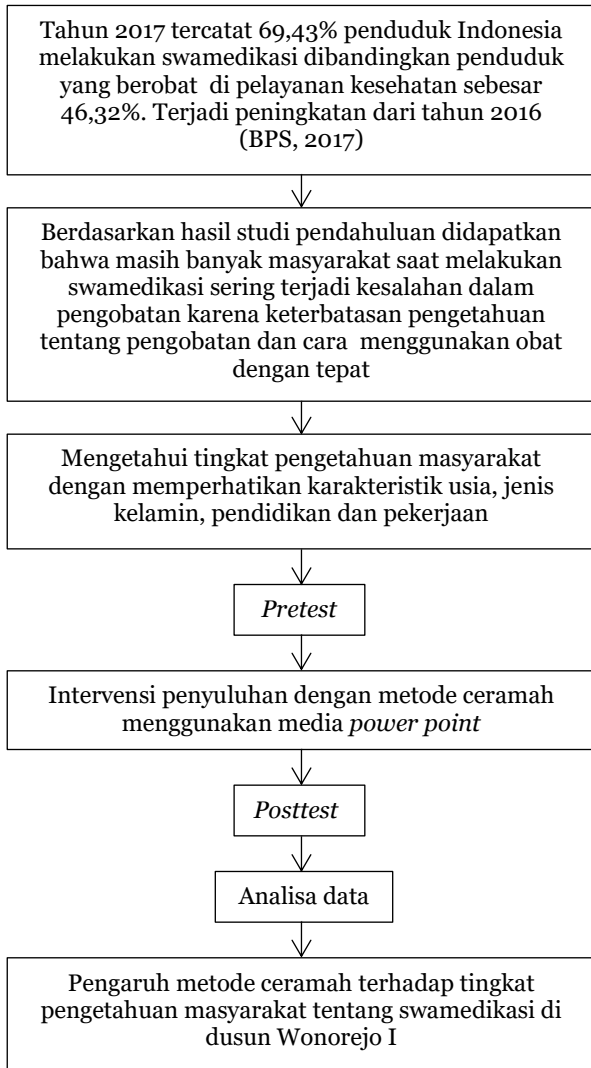 Tahun 2017 tercatat 69,43% penduduk Indonesia
melakukan swamedikasi dibandingkan penduduk
yang berobat di pelayanan kesehatan sebesar
46,32%. Terjadi peningkatan dari tahun 2016
(BPS, 2017)
Berdasarkan hasil studi pendahuluan didapatkan
bahwa masih banyak masyarakat saat melakukan
swamedikasi sering terjadi kesalahan dalam
pengobatan karena keterbatasan pengetahuan
tentang pengobatan dan cara menggunakan obat
dengan tepat
Mengetahui tingkat pengetahuan masyarakat
dengan memperhatikan karakteristik usia, jenis
kelamin, pendidikan dan pekerjaan
Pretest
Intervensi penyuluhan dengan metode ceramah
menggunakan media power point
Posttest
Analisa data
Pengaruh metode ceramah terhadap tingkat
pengetahuan masyarakat tentang swamedikasi di
dusun Wonorejo I